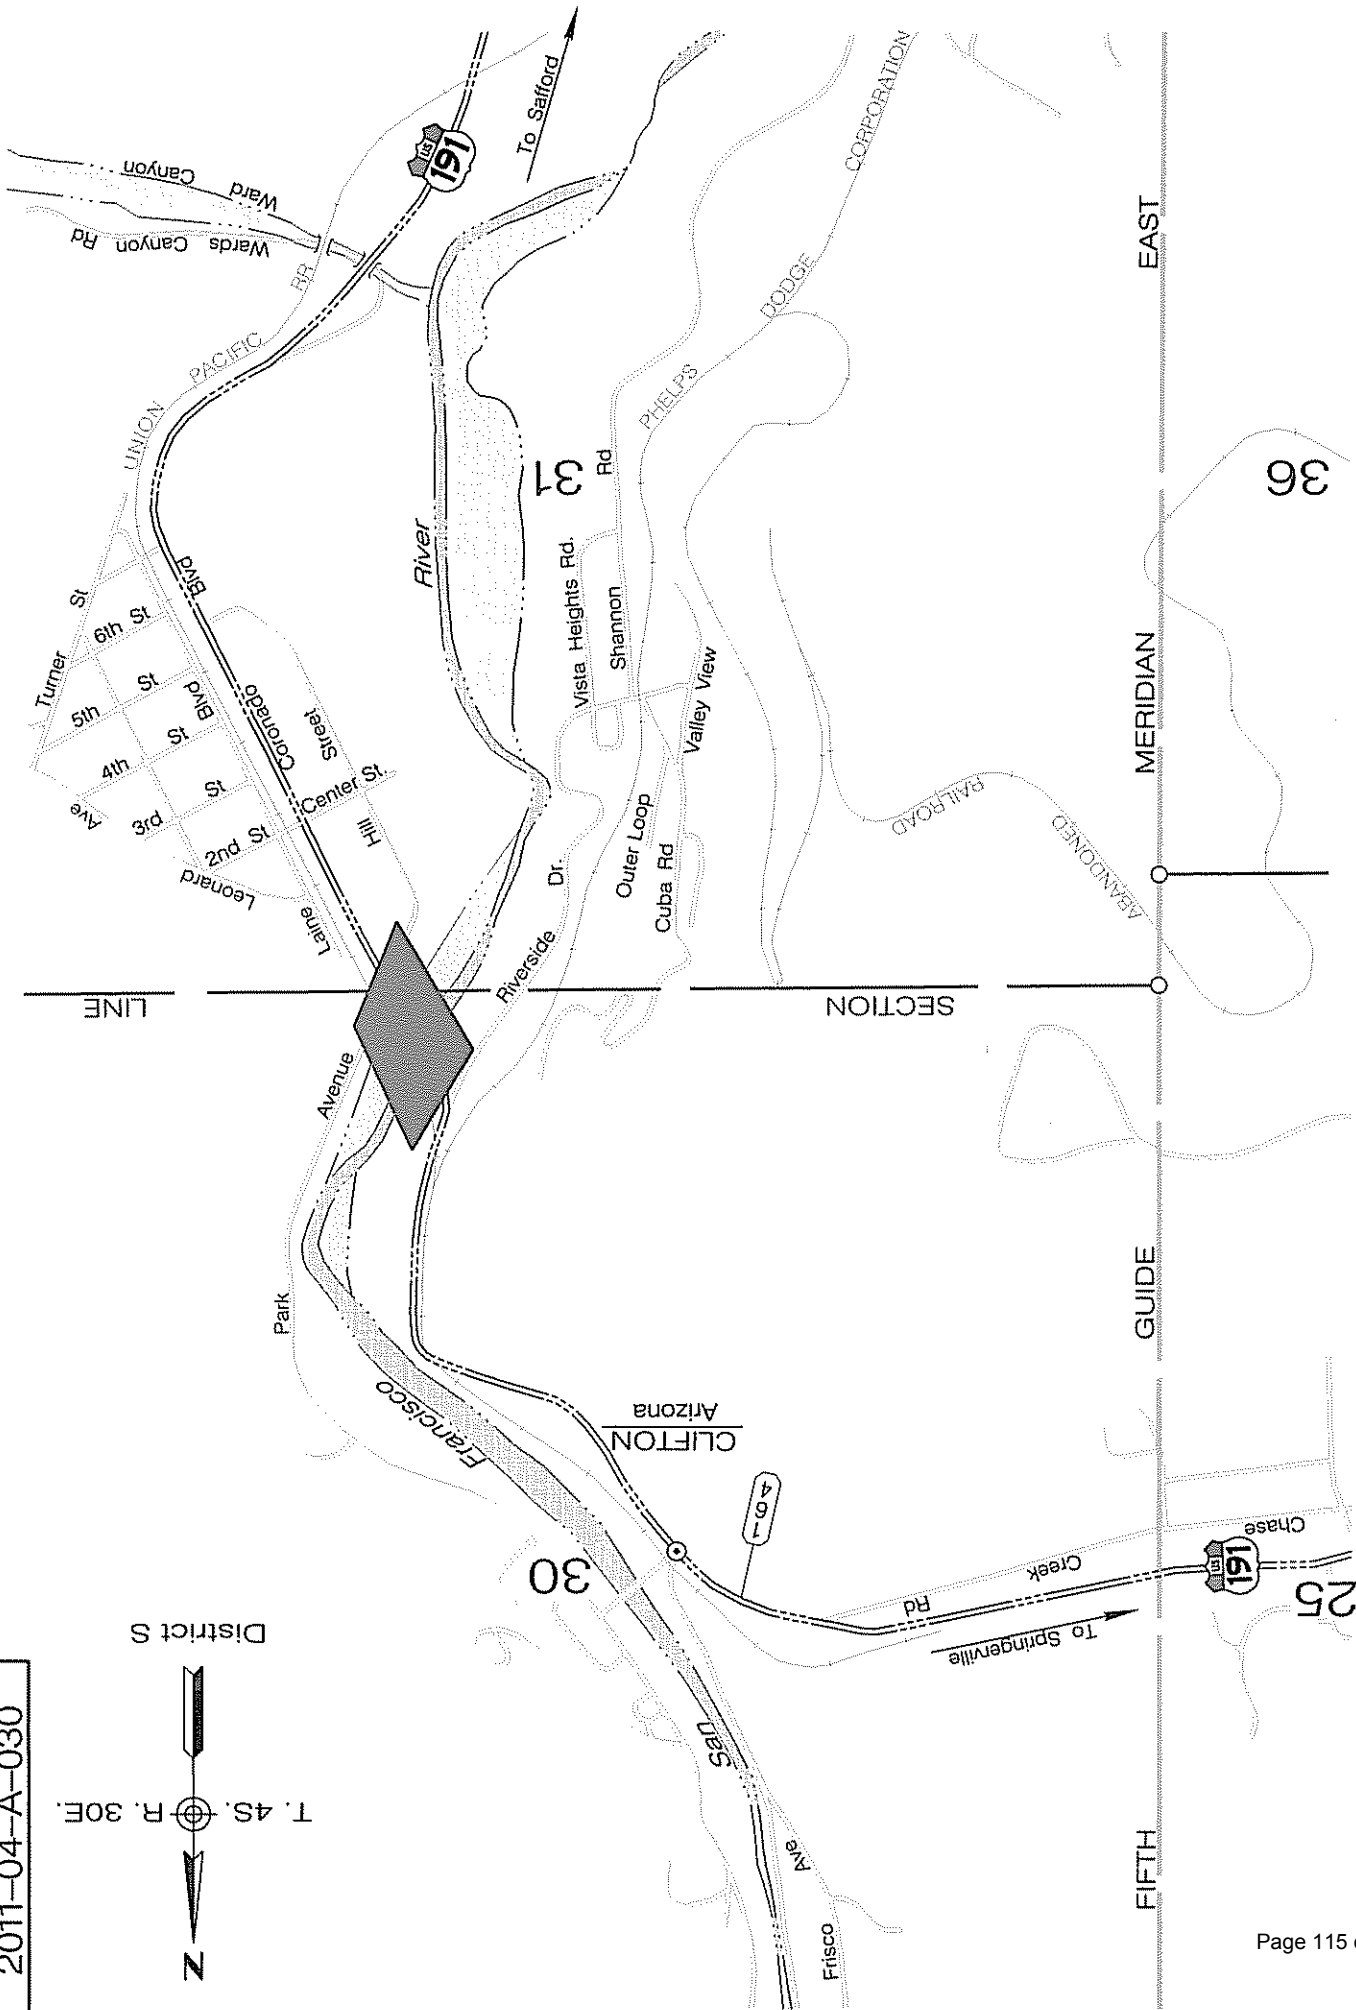 2011-04-A-030
N
T. 4S. R. 30E.
District S
To Safford
US
191
Ward Canyon
Wards Canyon Rd
UNION PACIFIC RR
Turner St
6th St
5th St
4th St
3rd St
2nd St
Ave
Leonard
Laine Blvd
Coronado Blvd
Center St.
Hill Street
River
31
Vista Heights Rd.
Shannon Rd
PHELPS DODGE CORPORATION
Valley View
Outer Loop
Cuba Rd
Riverside Dr.
ABANDONED RAILROAD
36
SECTION LINE
Park Avenue
San Francisco
CLIFTON
Arizona
164
30
Chase Creek Rd
To Springerville
US
191
25
Frisco Ave
FIFTH GUIDE MERIDIAN EAST
Page 115